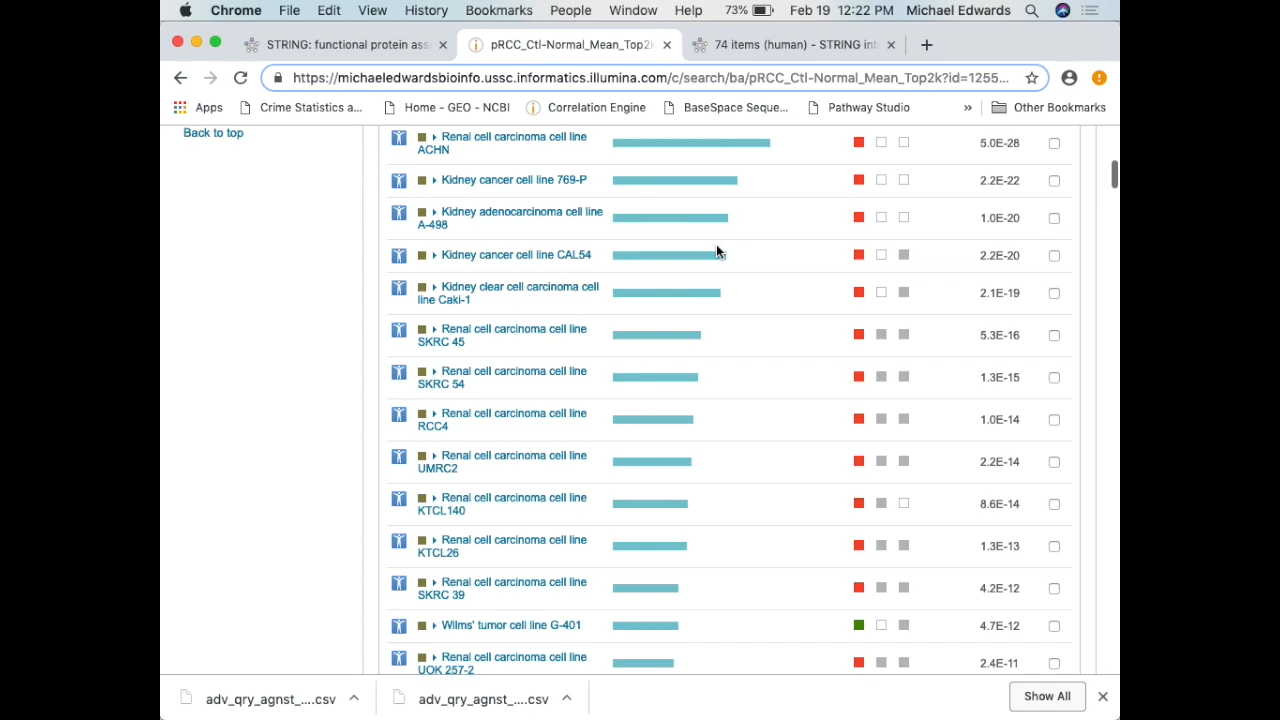 Chrome File Edit View History Bookmarks People Window Help 73% Feb 19 12:22 PM Michael Edwards
STRING: functional protein ass
pRCC_Ctl-Normal_Mean_Top2k
74 items (human) - STRING int
https://michaeledwardsbioinfo.ussc.informatics.illumina.com/c/search/ba/pRCC_Ctl-Normal_Mean_Top2k?id=1255...
Apps Crime Statistics a... Home - GEO - NCBI Correlation Engine BaseSpace Seque... Pathway Studio » Other Bookmarks
Back to top
Renal cell carcinoma cell line
ACHN
5.0E-28
Kidney cancer cell line 769-P
2.2E-22
Kidney adenocarcinoma cell line
A-498
1.0E-20
Kidney cancer cell line CAL54
2.2E-20
Kidney clear cell carcinoma cell
line Caki-1
2.1E-19
Renal cell carcinoma cell line
SKRC 45
5.3E-16
Renal cell carcinoma cell line
SKRC 54
1.3E-15
Renal cell carcinoma cell line
RCC4
1.0E-14
Renal cell carcinoma cell line
UMRC2
2.2E-14
Renal cell carcinoma cell line
KTCL140
8.6E-14
Renal cell carcinoma cell line
KTCL26
1.3E-13
Renal cell carcinoma cell line
SKRC 39
4.2E-12
Wilms' tumor cell line G-401
4.7E-12
Renal cell carcinoma cell line
UOK 257-2
2.4E-11
adv_qry_agnst_....csv
adv_qry_agnst_....csv
Show All